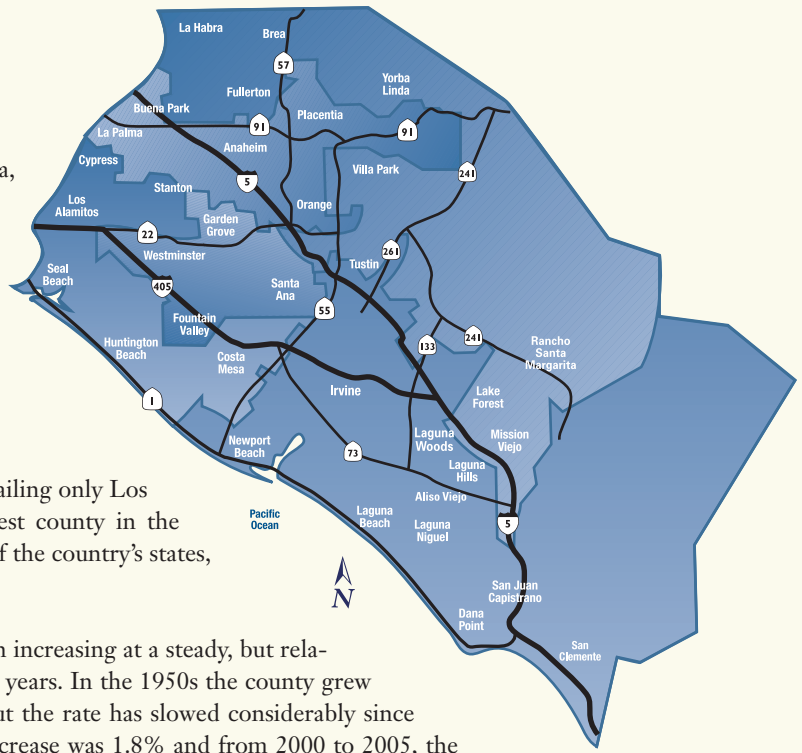 La Habra
Brea
57
Yorba
Linda
Fullerton
Buena Park
Placentia
La Palma
91
91
Anaheim
Cypress
a,
Villa Park
5
Stanton
241
Los
Alamitos
Orange
Garden
Grove
22
Westminster
261
Tustin
Seal
Beach
405
Santa
Ana
55
Fountain
Valley
Huntington
Beach
133
241
Rancho
Santa
Margarita
Costa
Mesa
Irvine
Lake
Forest
1
Newport
Beach
73
Laguna
Woods
Mission
Viejo
Laguna
Hills
Aliso Viejo
ailing only Los
est county in the
f the country's states,
Pacific
Ocean
Laguna
Beach
Laguna
Niguel
5
N
San Juan
Capistrano
Dana
Point
San
Clemente
n increasing at a steady, but rela-
years. In the 1950s the county grew
ut the rate has slowed considerably since
crease was 1.8% and from 2000 to 2005, the